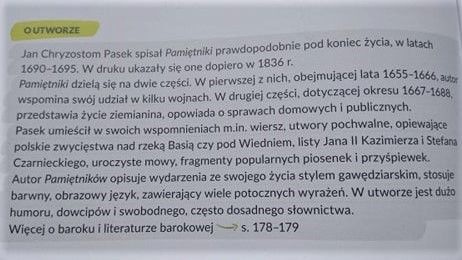 O UTWORZE
Jan Chryzostom Pasek spisał Pamiętniki prawdopodobnie pod koniec życia, w latach
1690–1695. W druku ukazały się one dopiero w 1836 r.
Pamiętniki dzielą się na dwie części. W pierwszej z nich, obejmującej lata 1655–1666, autor
wspomina swój udział w kilku wojnach. W drugiej części, dotyczącej okresu 1667–1688,
przedstawia życie ziemianina, opowiada o sprawach domowych i publicznych.
Pasek umieścił w swoich wspomnieniach m.in. wiersz, utwory pochwalne, opiewające
polskie zwycięstwa nad rzeką Basią czy pod Wiedniem, listy Jana II Kazimierza i Stefana
Czarnieckiego, uroczyste mowy, fragmenty popularnych piosenek i przyśpiewek.
Autor Pamiętników opisuje wydarzenia ze swojego życia stylem gawędziarskim, stosuje
barwny, obrazowy język, zawierający wiele potocznych wyrażeń. W utworze jest dużo
humoru, dowcipów i swobodnego, często dosadnego słownictwa.
Więcej o baroku i literaturze barokowej → s. 178–179